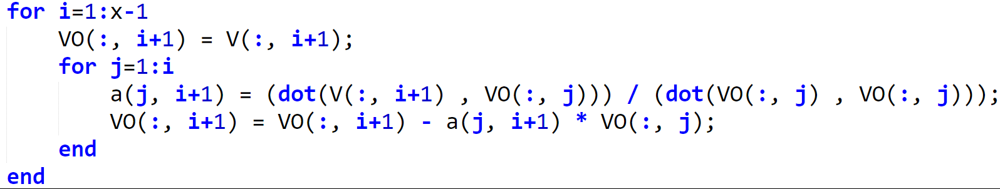 for i=1:x-1
VO(:, i+1) = V(:, i+1);
for j=1:i
a(j, i+1) = (dot(V(:, i+1) , VO(:, j))) / (dot(VO(:, j) , VO(:, j)));
VO(:, i+1) = VO(:, i+1) - a(j, i+1) * VO(:, j);
end
end